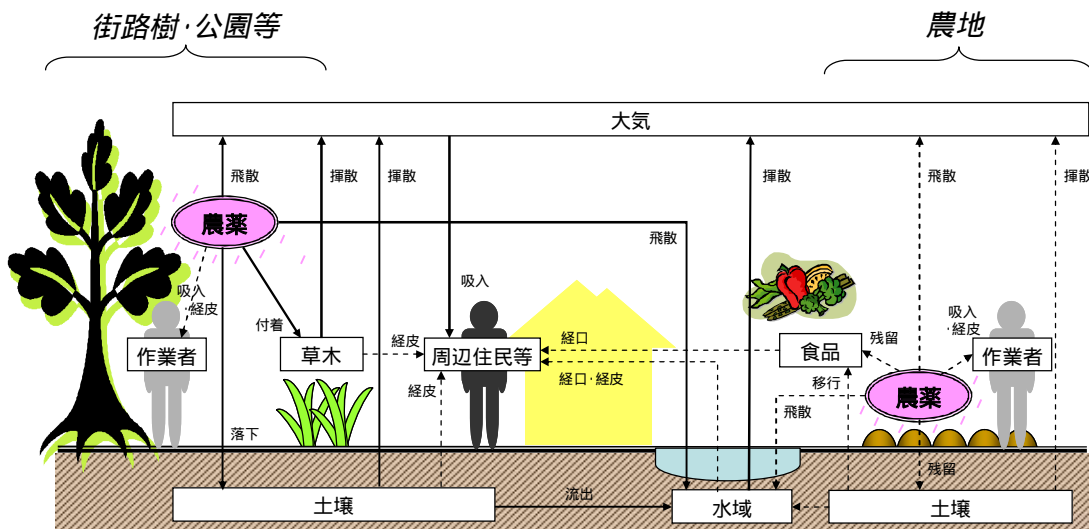 街路樹・公園等
農地
大気
飛散
揮散
揮散
揮散
飛散
揮散
農薬
飛散
吸入
・経皮
付着
吸入
作業者
草木
経皮
周辺住民等
経口
経口・経皮
経皮
食品
残留
吸入
・経皮
作業者
移行
農薬
飛散
落下
残留
土壌
流出
水域
土壌